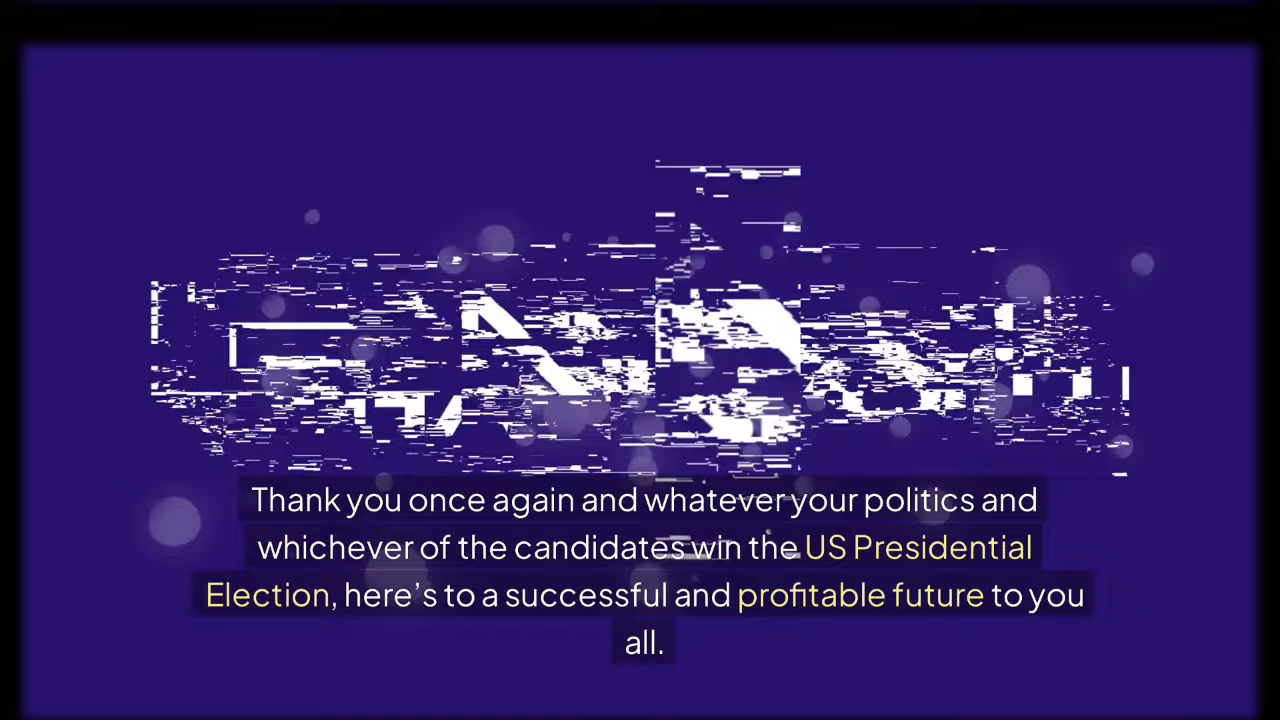 Thank you once again and whatever your politics and
whichever of the candidates win the US Presidential
Election, here's to a successful and profitable future to you
all.